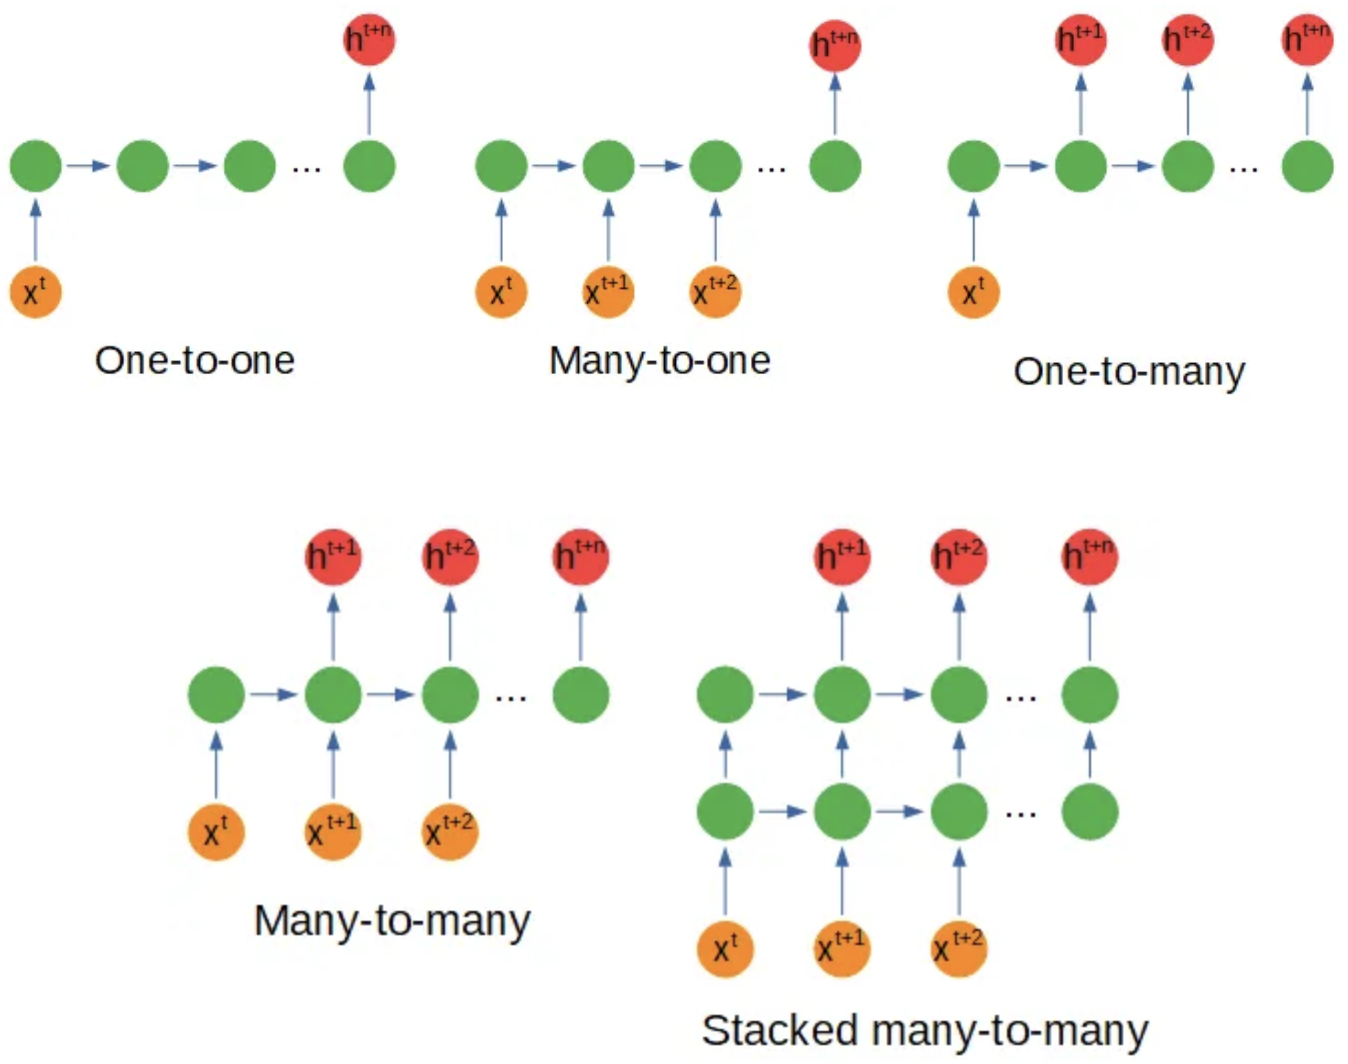 h^t+n
h^t+n
h^t+1 h^t+2 h^t+n
...
...
...
x^t
x^t x^t+1 x^t+2
x^t
One-to-one
Many-to-one
One-to-many
h^t+1 h^t+2 h^t+n
h^t+1 h^t+2 h^t+n
...
...
...
x^t x^t+1 x^t+2
Many-to-many
x^t x^t+1 x^t+2
Stacked many-to-many